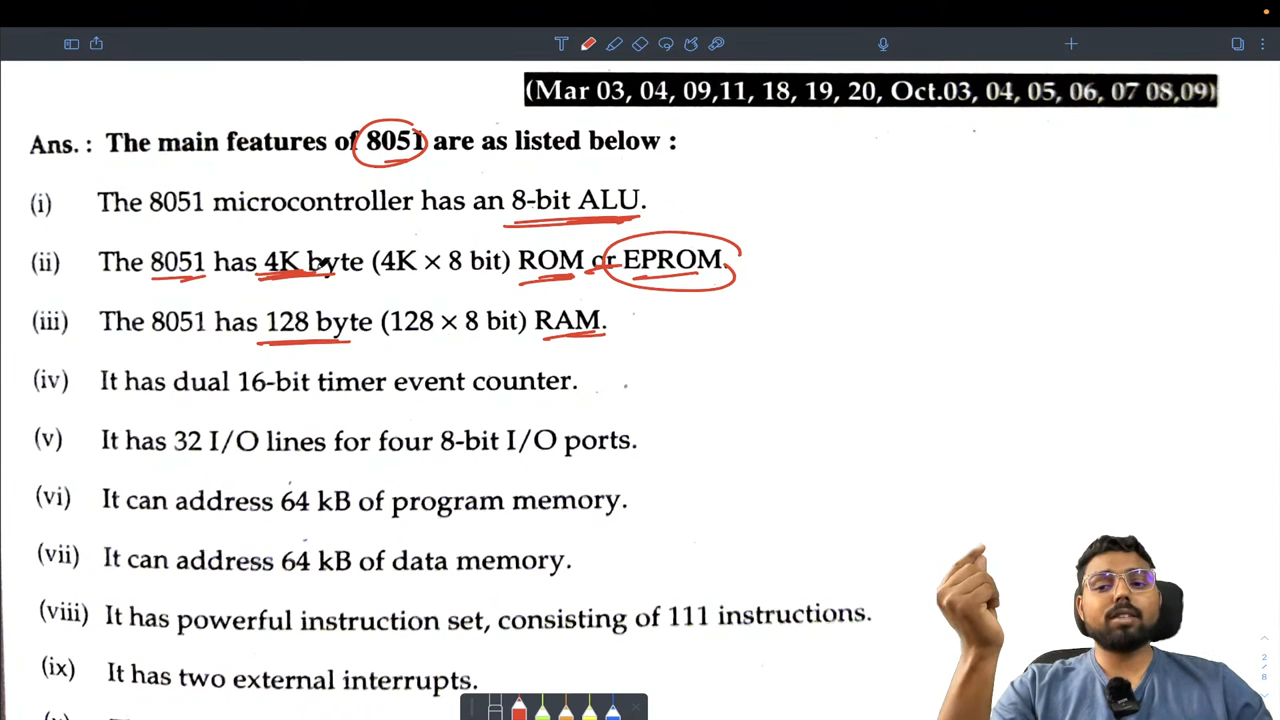 (Mar 03, 04, 09,11, 18, 19, 20, Oct.03, 04, 05, 06, 07 08,09)
Ans. : The main features of 8051 are as listed below :
(i) The 8051 microcontroller has an 8-bit ALU.
(ii) The 8051 has 4K byte (4K × 8 bit) ROM or EPROM.
(iii) The 8051 has 128 byte (128 × 8 bit) RAM.
(iv) It has dual 16-bit timer event counter.
(v) It has 32 I/O lines for four 8-bit I/O ports.
(vi) It can address 64 kB of program memory.
(vii) It can address 64 kB of data memory.
(viii) It has powerful instruction set, consisting of 111 instructions.
(ix) It has two external interrupts.
2/8